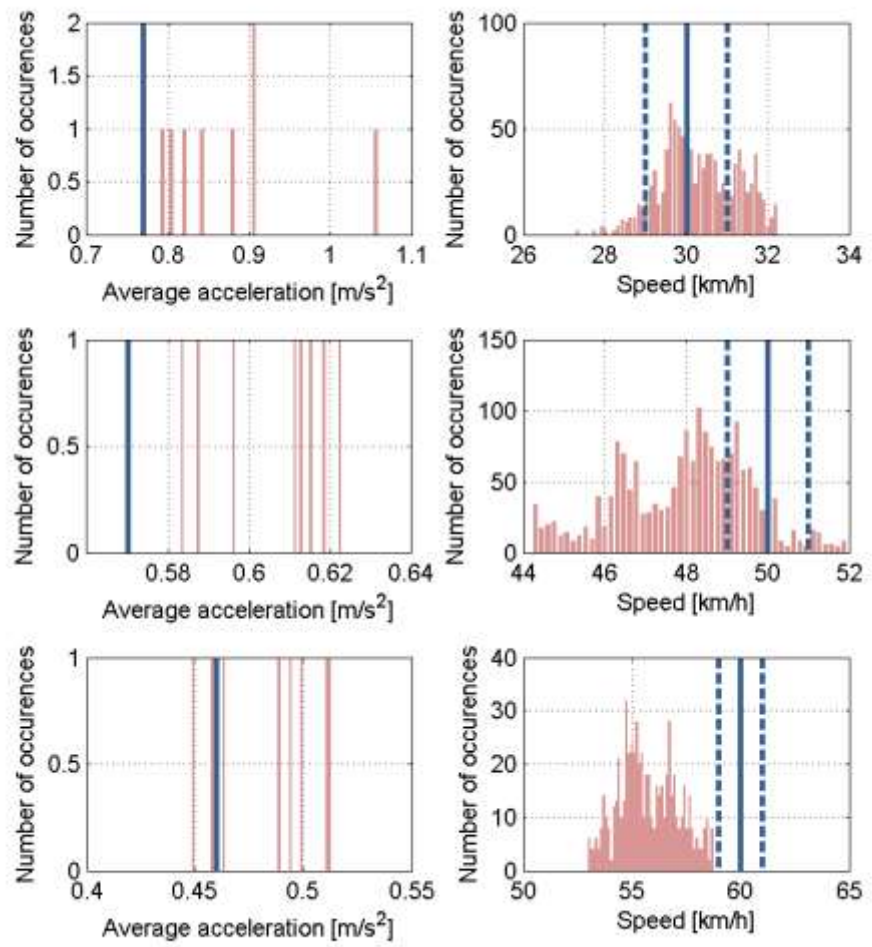 2
1.5
1
0.5
0
0.7 0.8 0.9 1 1.1
Number of occurences
Average acceleration [m/s²]
100
50
0
26 28 30 32 34
Number of occurences
Speed [km/h]
1
0.5
0
0.58 0.6 0.62 0.64
Number of occurences
Average acceleration [m/s²]
150
100
50
0
44 46 48 50 52
Number of occurences
Speed [km/h]
1
0.5
0
0.4 0.45 0.5 0.55
Number of occurences
Average acceleration [m/s²]
40
30
20
10
0
50 55 60 65
Number of occurences
Speed [km/h]